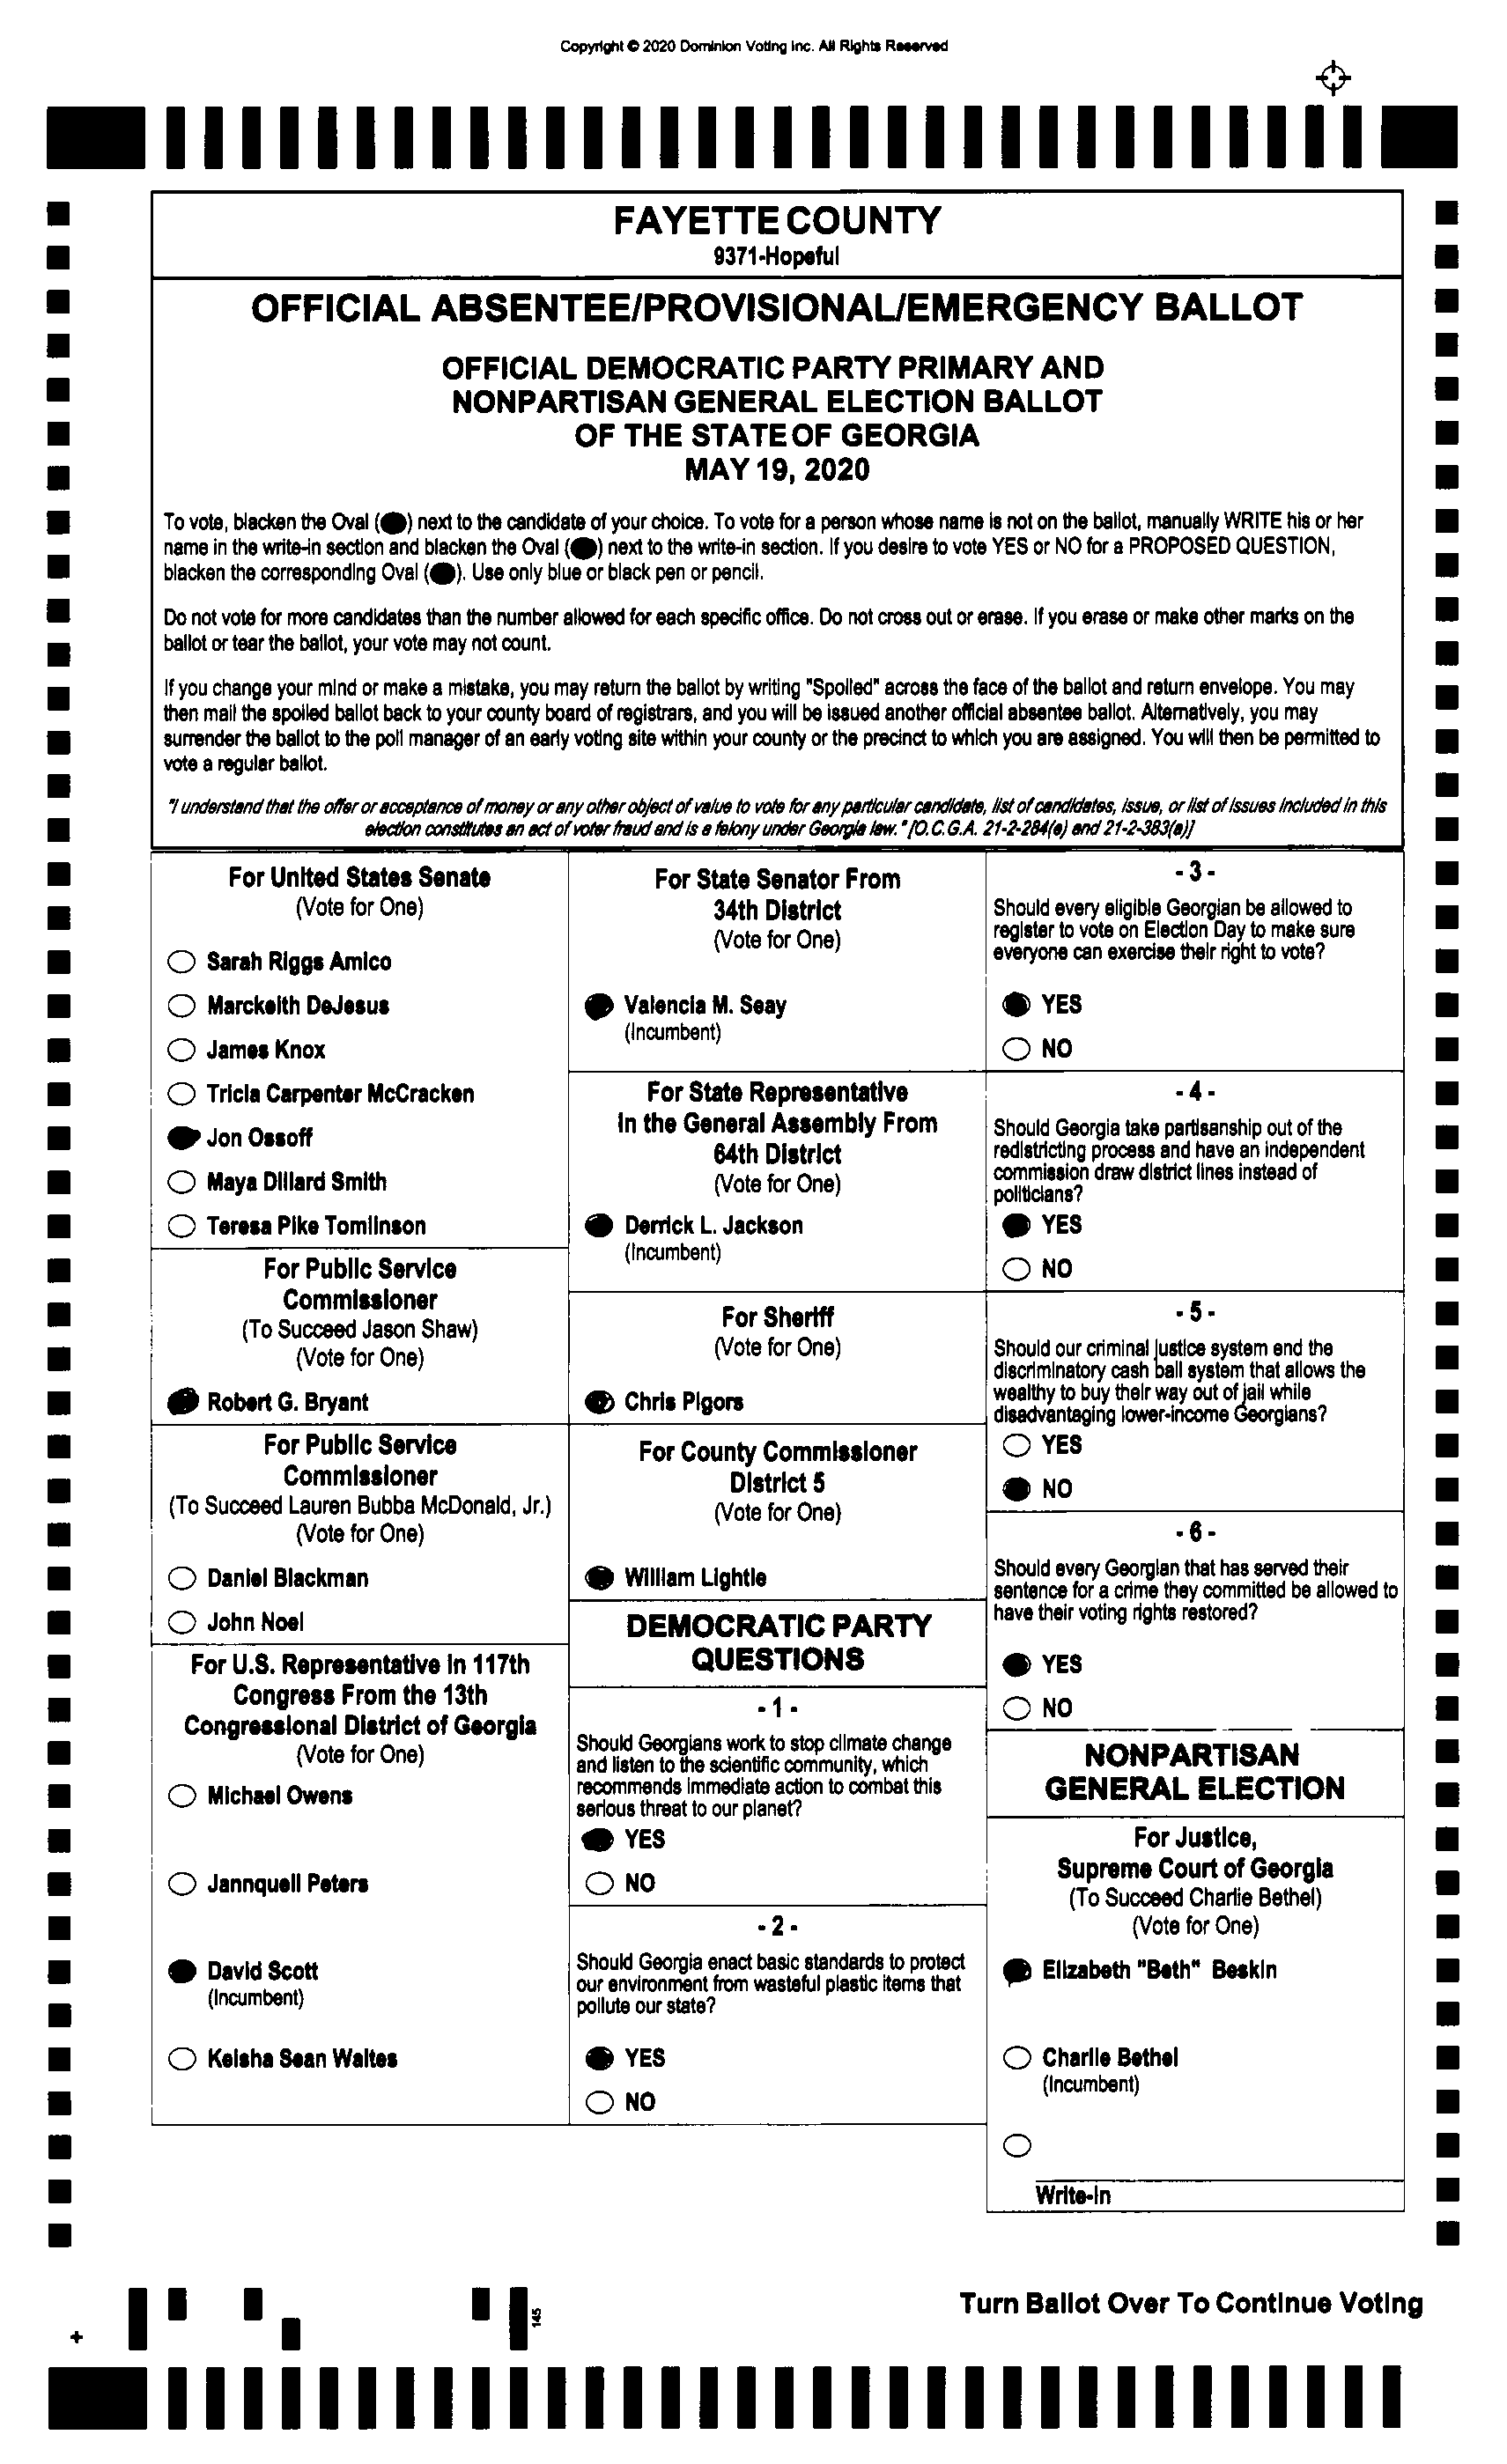 Copyright © 2020 Dominion Voting Inc. All Rights Reserved
FAYETTE COUNTY
9371-Hopeful
OFFICIAL ABSENTEE/PROVISIONAL/EMERGENCY BALLOT
OFFICIAL DEMOCRATIC PARTY PRIMARY AND
NONPARTISAN GENERAL ELECTION BALLOT
OF THE STATE OF GEORGIA
MAY 19, 2020
To vote, blacken the Oval (●) next to the candidate of your choice. To vote for a person whose name is not on the ballot, manually WRITE his or her
name in the write-in section and blacken the Oval (●) next to the write-in section. If you desire to vote YES or NO for a PROPOSED QUESTION,
blacken the corresponding Oval (●). Use only blue or black pen or pencil.
Do not vote for more candidates than the number allowed for each specific office. Do not cross out or erase. If you erase or make other marks on the
ballot or tear the ballot, your vote may not count.
If you change your mind or make a mistake, you may return the ballot by writing "Spoiled" across the face of the ballot and return envelope. You may
then mail the spoiled ballot back to your county board of registrars, and you will be issued another official absentee ballot. Alternatively, you may
surrender the ballot to the poll manager of an early voting site within your county or the precinct to which you are assigned. You will then be permitted to
vote a regular ballot.
"I understand that the offer or acceptance of money or any other object of value to vote for any particular candidate, list of candidates, issue, or list of issues included in this
election constitutes an act of voter fraud and is a felony under Georgia law." [O.C.G.A. 21-2-284(e) and 21-2-383(a)]
For United States Senate
(Vote for One)
Sarah Riggs Amico
Marckeith DeJesus
James Knox
Tricia Carpenter McCracken
Jon Ossoff
Maya Dillard Smith
Teresa Pike Tomlinson
For Public Service
Commissioner
(To Succeed Jason Shaw)
(Vote for One)
Robert G. Bryant
For Public Service
Commissioner
(To Succeed Lauren Bubba McDonald, Jr.)
(Vote for One)
Daniel Blackman
John Noel
For U.S. Representative in 117th
Congress From the 13th
Congressional District of Georgia
(Vote for One)
Michael Owens
Jannquell Peters
David Scott
(Incumbent)
Keisha Sean Waites
For State Senator From
34th District
(Vote for One)
Valencia M. Seay
(Incumbent)
For State Representative
In the General Assembly From
64th District
(Vote for One)
Derrick L. Jackson
(Incumbent)
For Sheriff
(Vote for One)
Chris Pigors
For County Commissioner
District 5
(Vote for One)
William Lightle
DEMOCRATIC PARTY
QUESTIONS
- 1 -
Should Georgians work to stop climate change
and listen to the scientific community, which
recommends immediate action to combat this
serious threat to our planet?
YES
NO
- 2 -
Should Georgia enact basic standards to protect
our environment from wasteful plastic items that
pollute our state?
YES
NO
- 3 -
Should every eligible Georgian be allowed to
register to vote on Election Day to make sure
everyone can exercise their right to vote?
YES
NO
- 4 -
Should Georgia take partisanship out of the
redistricting process and have an independent
commission draw district lines instead of
politicians?
YES
NO
- 5 -
Should our criminal justice system end the
discriminatory cash bail system that allows the
wealthy to buy their way out of jail while
disadvantaging lower-income Georgians?
YES
NO
- 6 -
Should every Georgian that has served their
sentence for a crime they committed be allowed to
have their voting rights restored?
YES
NO
NONPARTISAN
GENERAL ELECTION
For Justice,
Supreme Court of Georgia
(To Succeed Charlie Bethel)
(Vote for One)
Elizabeth "Beth" Beskin
Charlie Bethel
(Incumbent)
Write-in
145
Turn Ballot Over To Continue Voting